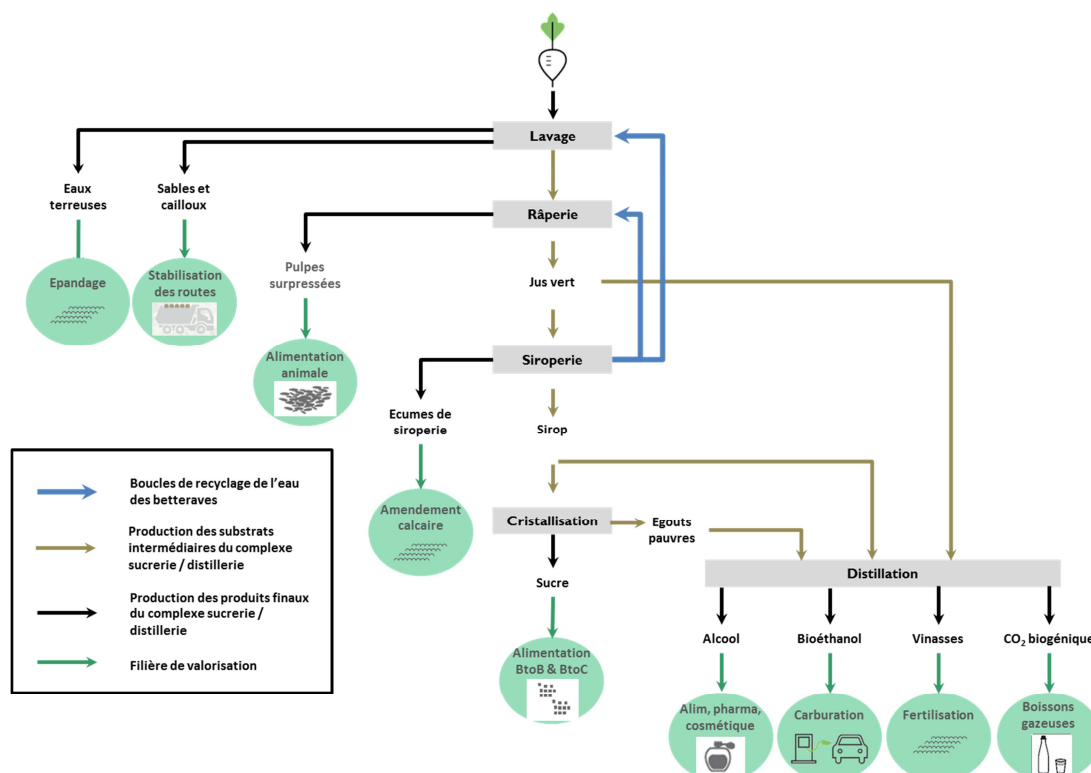 Lavage
Eaux
terreuses
Sables et
cailloux
Râperie
Epandage
Stabilisation
des routes
Pulpes
surpressées
Jus vert
Alimentation
animale
Siroperie
Ecumes de
siroperie
Sirop
Boucles de recyclage de l'eau
des betteraves
Production des substrats
intermédiaires du complexe
sucrerie / distillerie
Production des produits finaux
du complexe sucrerie /
distillerie
Filière de valorisation
Amendement
calcaire
Cristallisation
Egouts
pauvres
Sucre
Distillation
Alimentation
BtoB & BtoC
Alcool
Bioéthanol
Vinasses
CO₂ biogénique
Alim, pharma,
cosmétique
Carburation
Fertilisation
Boissons
gazeuses